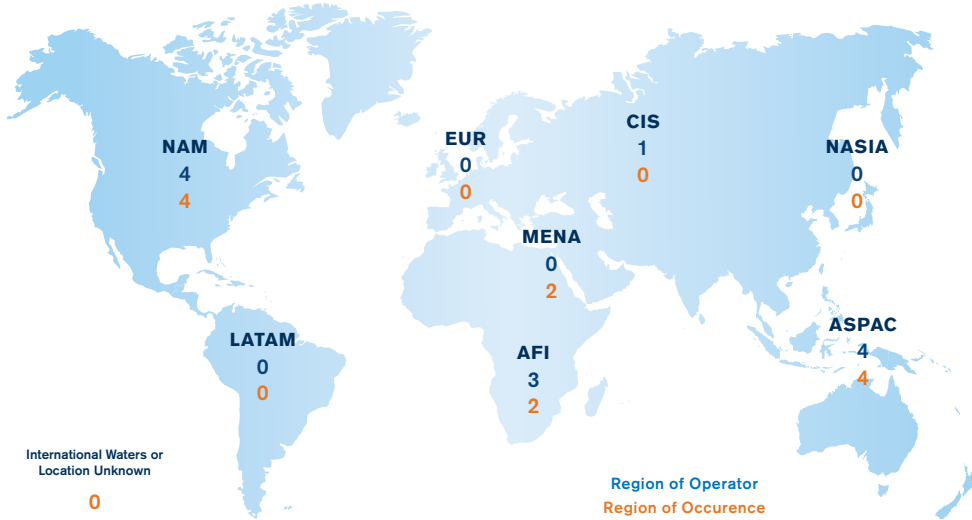 NAM
4
4
EUR
0
0
CIS
1
0
NASIA
0
0
MENA
0
2
LATAM
0
0
AFI
3
2
ASPAC
4
4
International Waters or
Location Unknown
0
Region of Operator
Region of Occurence